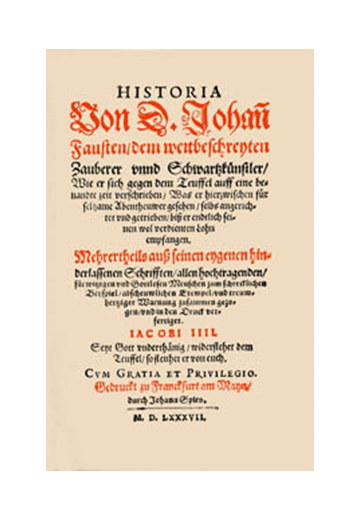 HISTORIA
Von D. Johañ
Fausten/dem weitbeschreyten
Zauberer vnnd Schwartzkünstler/
Wie er sich gegen dem Teuffel auff eine be-
nandte zeit verschrieben/ Was er hierzwischen für
seltzame Abentheuwer gesehen/ selbs angerich-
tet vnd getrieben/ biß er endtlich sei-
nen wol verdienten Lohn
empfangen.
Mehrertheils auß seinen eygenen hin-
derlassenen Schrifften/allen hochtragenden/
fürwitzigen vnd Gottlosen Menschen zum schrecklichen
Beyspiel/ abscheuwlichen Exempel/vnd treuw-
hertziger Warnung zusammen gezo-
gen/vnd in den Druck ver-
fertiget.
IACOBI IIII.
Seyt Gott vnderthänig/ widerstehet dem
Teuffel/ so fleuhet er von euch.
CVM GRATIA ET PRIVILEGIO.
Gedruckt zu Franckfurt am Mayn/
durch Johann Spies.
M. D. LXXXVII.